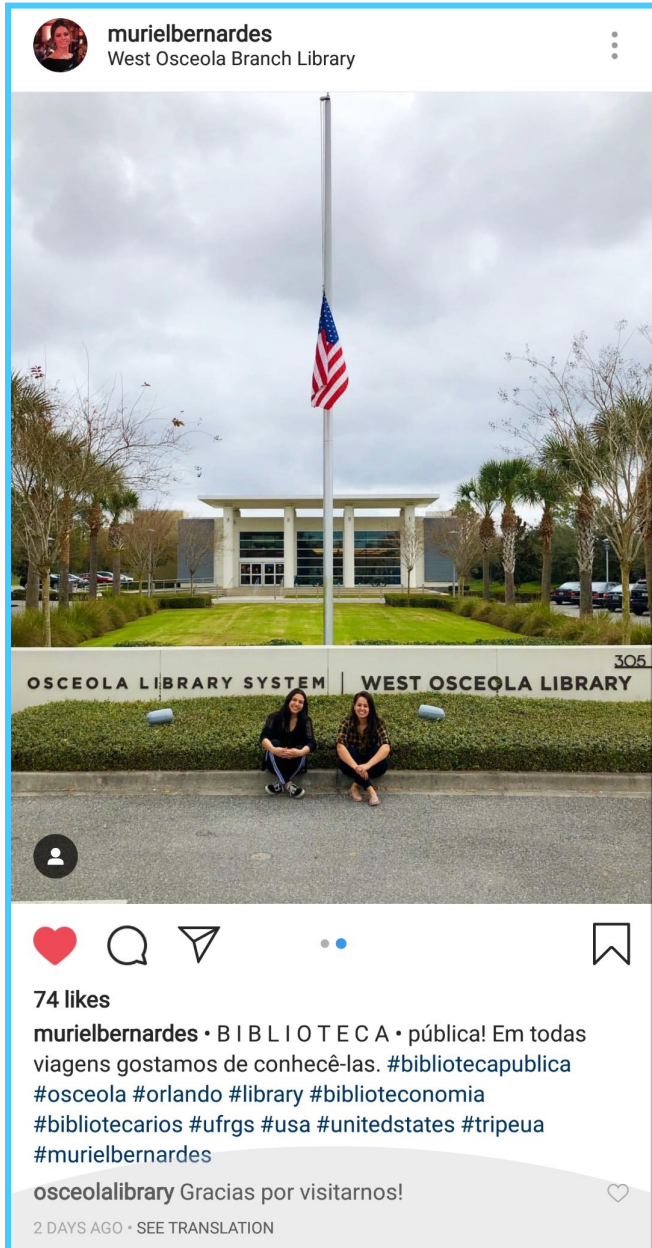 murielbernardes
West Osceola Branch Library
305
OSCEOLA LIBRARY SYSTEM | WEST OSCEOLA LIBRARY
74 likes
murielbernardes • B I B L I O T E C A • pública! Em todas
viagens gostamos de conhecê-las. #bibliotecapublica
#osceola #orlando #library #biblioteconomia
#bibliotecarios #ufrgs #usa #unitedstates #tripeua
#murielbernardes
osceolalibrary Gracias por visitarnos!
2 DAYS AGO • SEE TRANSLATION